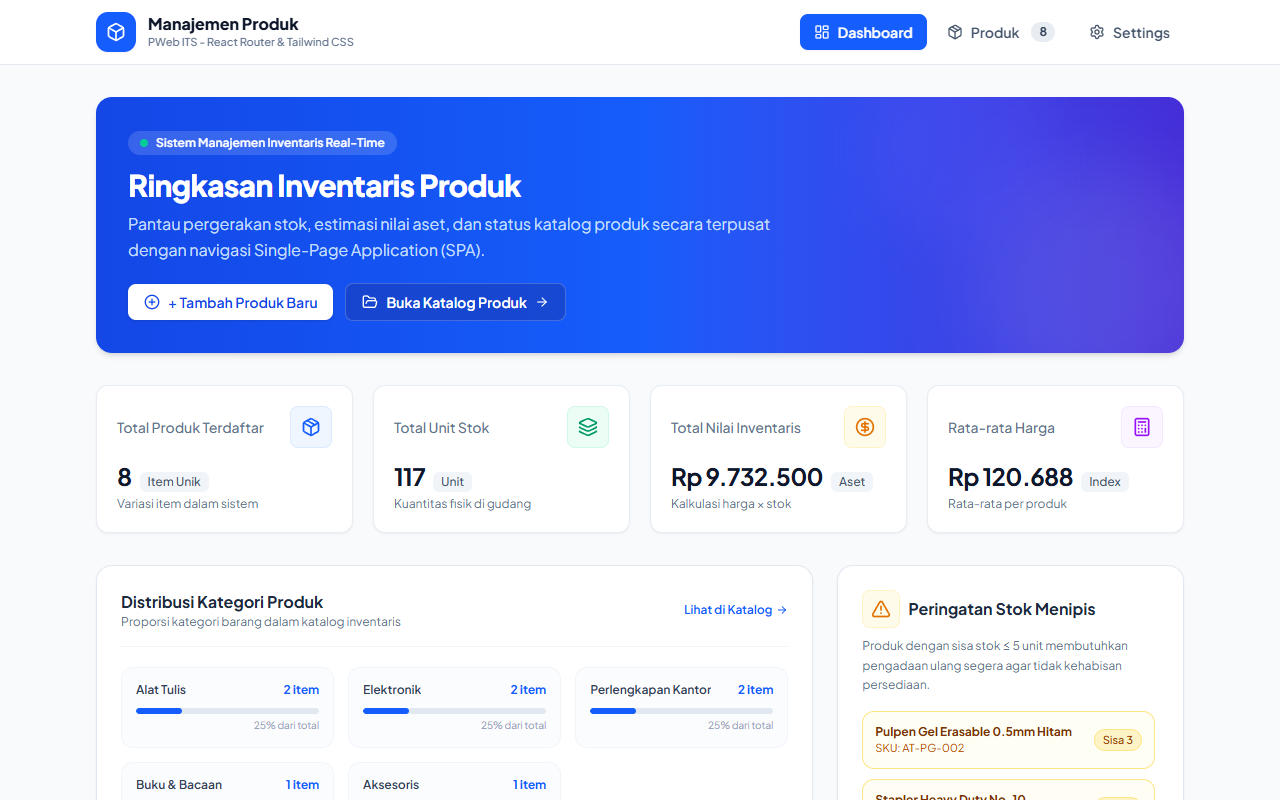 Manajemen Produk
PWeb ITS - React Router & Tailwind CSS
Dashboard
Produk 8
Settings
Sistem Manajemen Inventaris Real-Time
Ringkasan Inventaris Produk
Pantau pergerakan stok, estimasi nilai aset, dan status katalog produk secara terpusat
dengan navigasi Single-Page Application (SPA).
+ Tambah Produk Baru
Buka Katalog Produk →
Total Produk Terdaftar
8 Item Unik
Variasi item dalam sistem
Total Unit Stok
117 Unit
Kuantitas fisik di gudang
Total Nilai Inventaris
Rp 9.732.500 Aset
Kalkulasi harga × stok
Rata-rata Harga
Rp 120.688 Index
Rata-rata per produk
Distribusi Kategori Produk
Proporsi kategori barang dalam katalog inventaris
Lihat di Katalog →
Alat Tulis 2 item
25% dari total
Elektronik 2 item
25% dari total
Perlengkapan Kantor 2 item
25% dari total
Buku & Bacaan 1 item
Aksesoris 1 item
Peringatan Stok Menipis
Produk dengan sisa stok ≤ 5 unit membutuhkan
pengadaan ulang segera agar tidak kehabisan
persediaan.
Pulpen Gel Erasable 0.5mm Hitam
SKU: AT-PG-002
Sisa 3
Stapler Heavy Duty No. 10